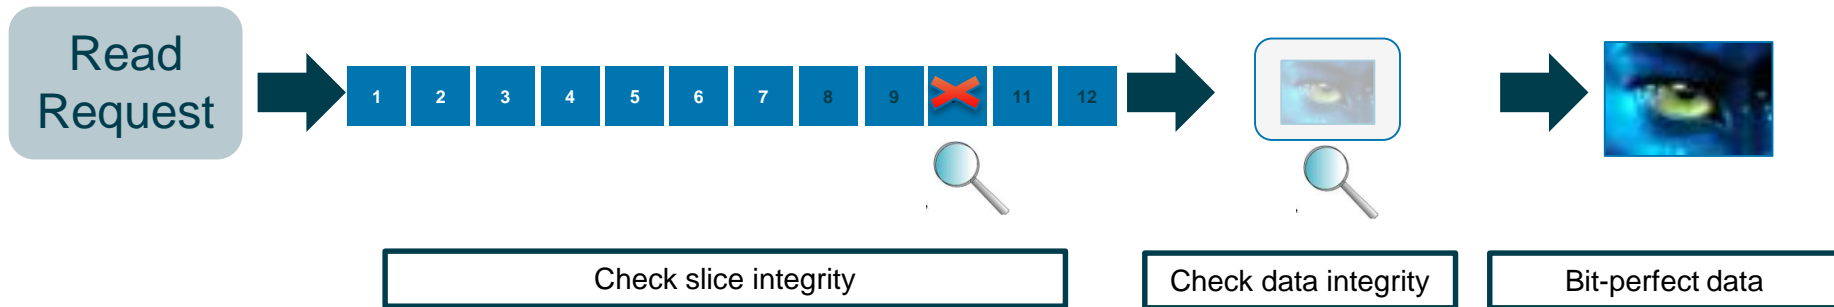 Read
Request
1 2 3 4 5 6 7 8 9 11 12
Check slice integrity
Check data integrity
Bit-perfect data